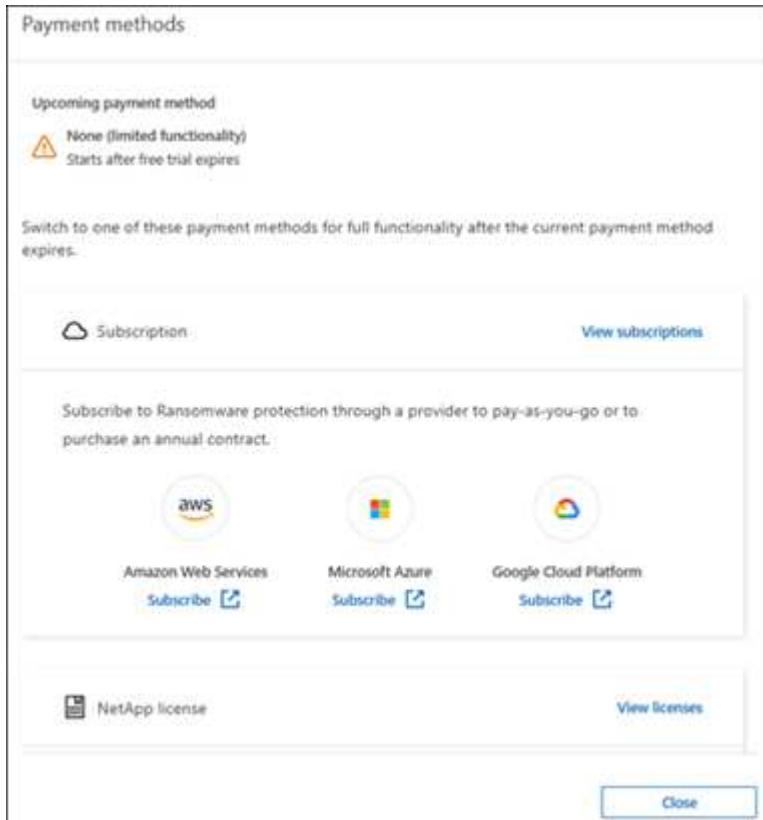 Payment methods
Upcoming payment method
None (limited functionality)
Starts after free trial expires
Switch to one of these payment methods for full functionality after the current payment method
expires.
Subscription
View subscriptions
Subscribe to Ransomware protection through a provider to pay-as-you-go or to
purchase an annual contract.
aws
Amazon Web Services
Microsoft Azure
Google Cloud Platform
Subscribe
Subscribe
Subscribe
NetApp license
View licenses
Close